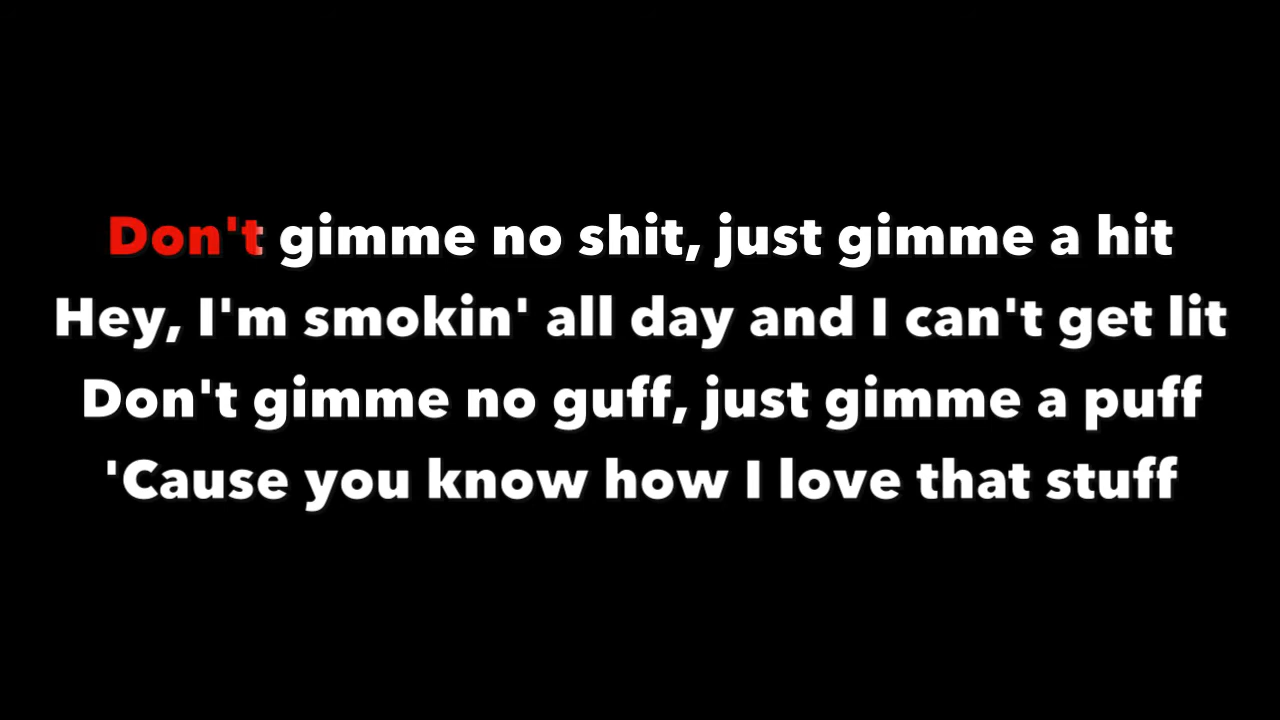 Don't gimme no shit, just gimme a hit
Hey, I'm smokin' all day and I can't get lit
Don't gimme no guff, just gimme a puff
'Cause you know how I love that stuff